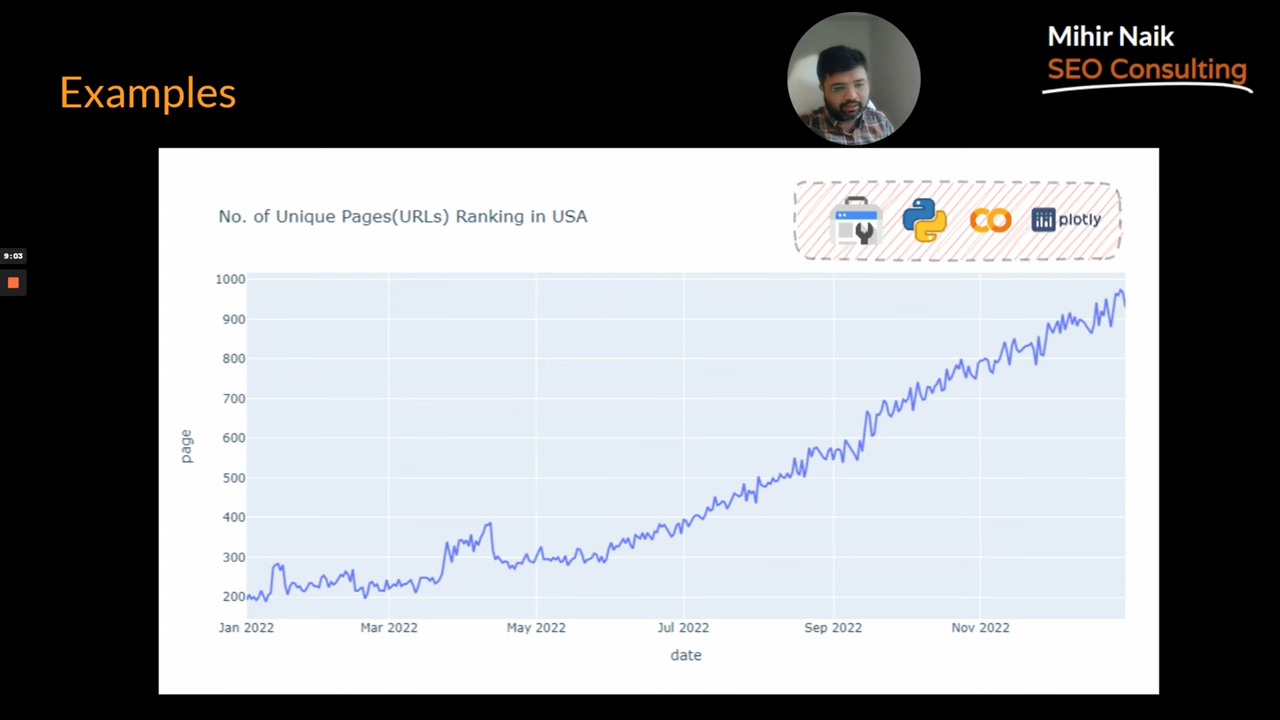 Mihir Naik
SEO Consulting
Examples
No. of Unique Pages(URLs) Ranking in USA
plotly
9:03
1000
900
800
700
600
500
400
300
200
page
Jan 2022
Mar 2022
May 2022
Jul 2022
Sep 2022
Nov 2022
date